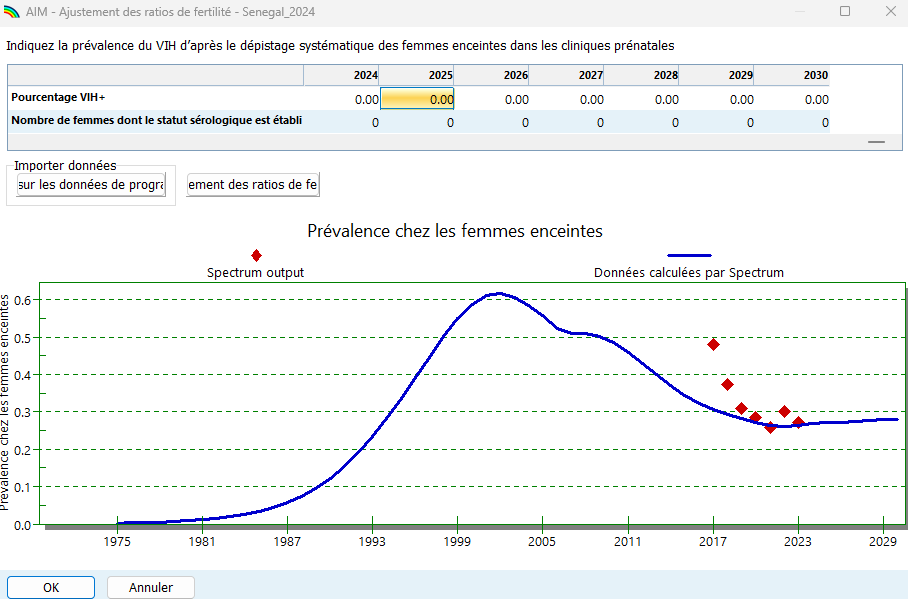 AIM - Ajustement des ratios de fertilité - Senegal_2024
Indiquez la prévalence du VIH d'après le dépistage systématique des femmes enceintes dans les cliniques prénatales
2024 2025 2026 2027 2028 2029 2030
Pourcentage VIH+ 0.00 0.00 0.00 0.00 0.00 0.00 0.00
Nombre de femmes dont le statut sérologique est établi 0 0 0 0 0 0 0
Importer données
sur les données de progra
ement des ratios de fe
Prévalence chez les femmes enceintes
Spectrum output
Données calculées par Spectrum
Prévalence chez les femmes enceintes
0.6
0.5
0.4
0.3
0.2
0.1
0.0
1975 1981 1987 1993 1999 2005 2011 2017 2023 2029
OK
Annuler